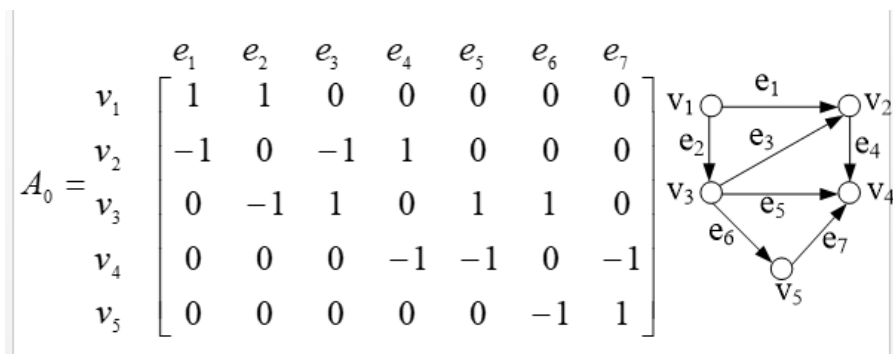 e₁ e₂ e₃ e₄ e₅ e₆ e₇
A₀ =
v₁ 1 1 0 0 0 0 0
v₂ −1 0 −1 1 0 0 0
v₃ 0 −1 1 0 1 1 0
v₄ 0 0 0 −1 −1 0 −1
v₅ 0 0 0 0 0 −1 1
e₁
v₁ v₂
e₂ e₃ e₄
v₃ v₄
e₅
e₆ e₇
v₅